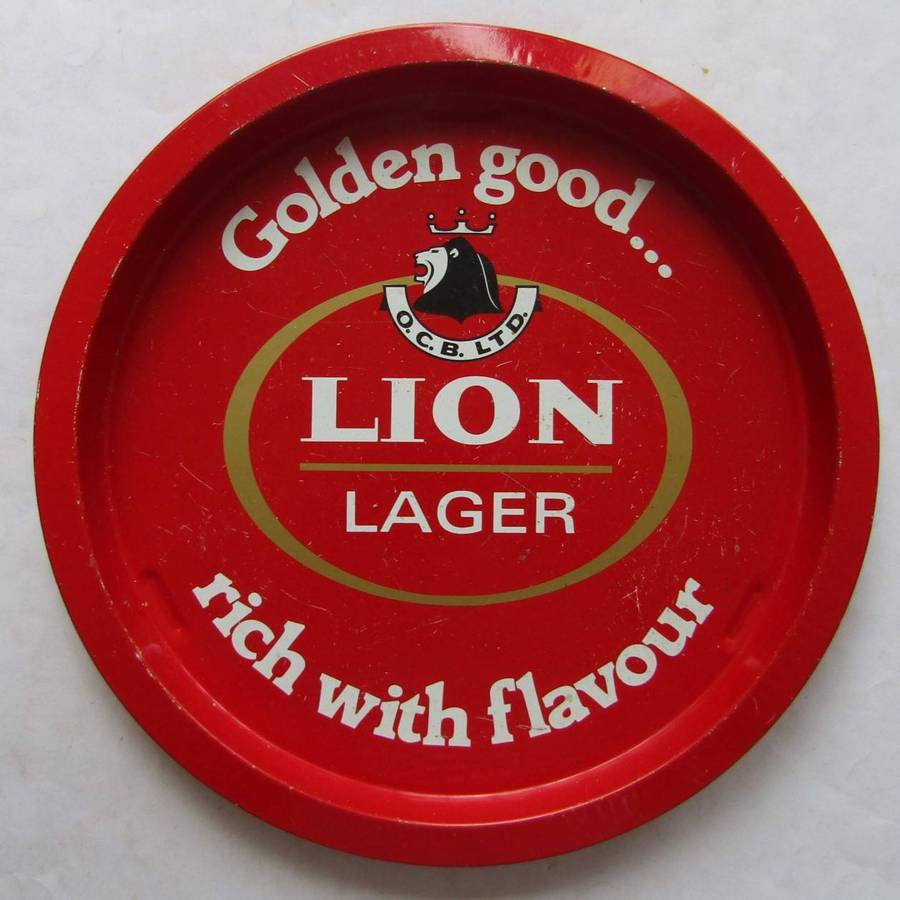 Golden good...
O.C.B. LTD.
LION
LAGER
rich with flavour